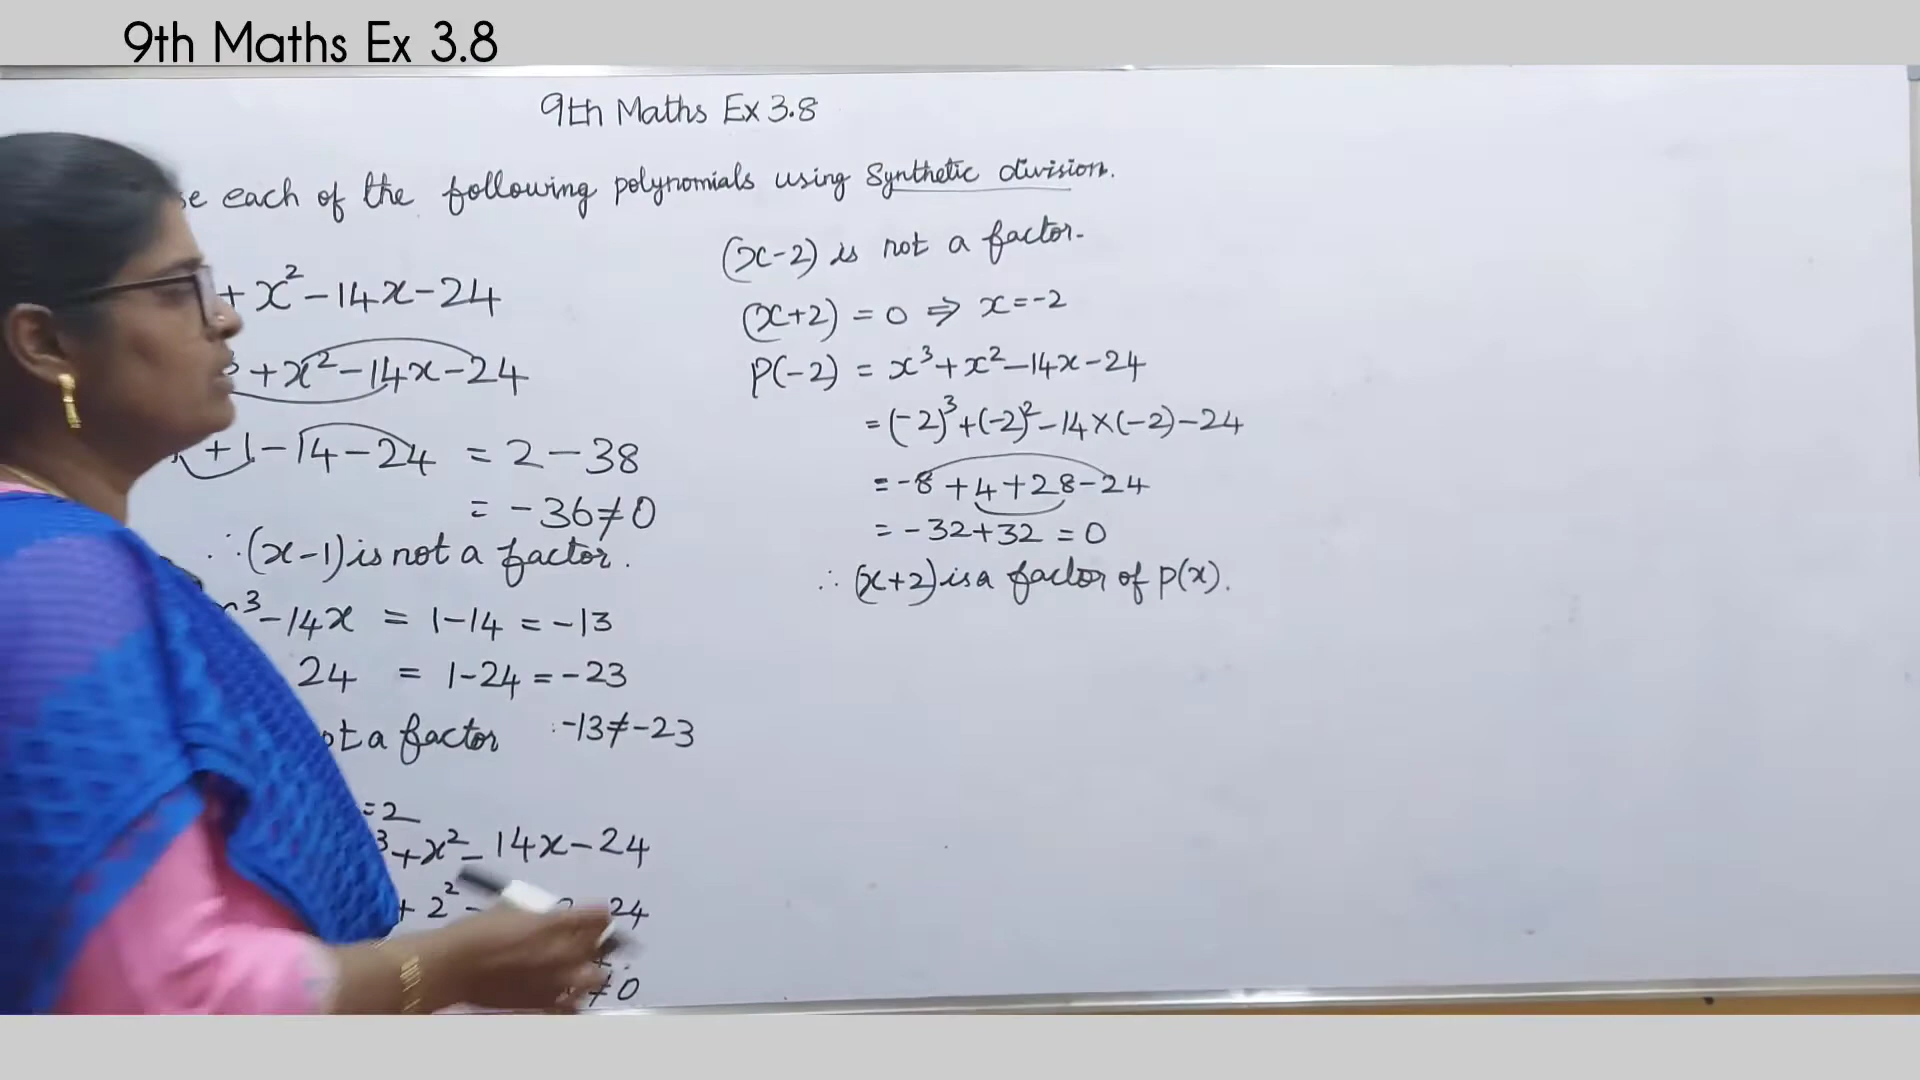 9th Maths Ex 3.8
9th Maths Ex 3.8
each of the following polynomials using Synthetic division.
+ x² - 14x - 24
+ x² - 14x - 24
+ 1 - 14 - 24 = 2 - 38
= -36 ≠ 0
∴ (x-1) is not a factor.
³ - 14x = 1 - 14 = -13
24 = 1 - 24 = -23
a factor ∵ -13 ≠ -23
= 2
³ + x² - 14x - 24
+ 2² - 24
≠ 0
(x-2) is not a factor.
(x+2) = 0 ⇒ x = -2
P(-2) = x³ + x² - 14x - 24
= (-2)³ + (-2)² - 14 × (-2) - 24
= -8 + 4 + 28 - 24
= -32 + 32 = 0
∴ (x+2) is a factor of P(x).